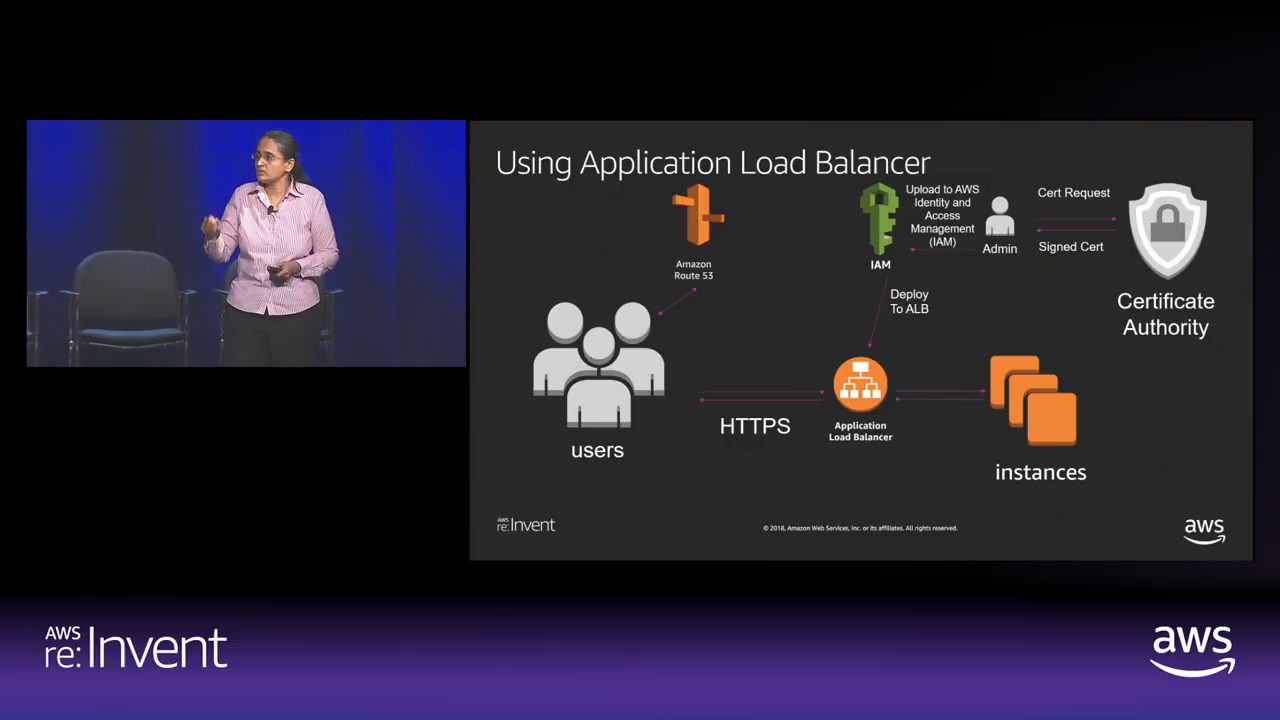 Using Application Load Balancer
Upload to AWS
Identity and
Access
Management
(IAM)
Cert Request
Signed Cert
Admin
IAM
Amazon
Route 53
Deploy
To ALB
Certificate
Authority
HTTPS
Application
Load Balancer
users
instances
AWS
re:Invent
© 2018, Amazon Web Services, Inc. or its affiliates. All rights reserved.
aws
AWS
re:Invent
aws